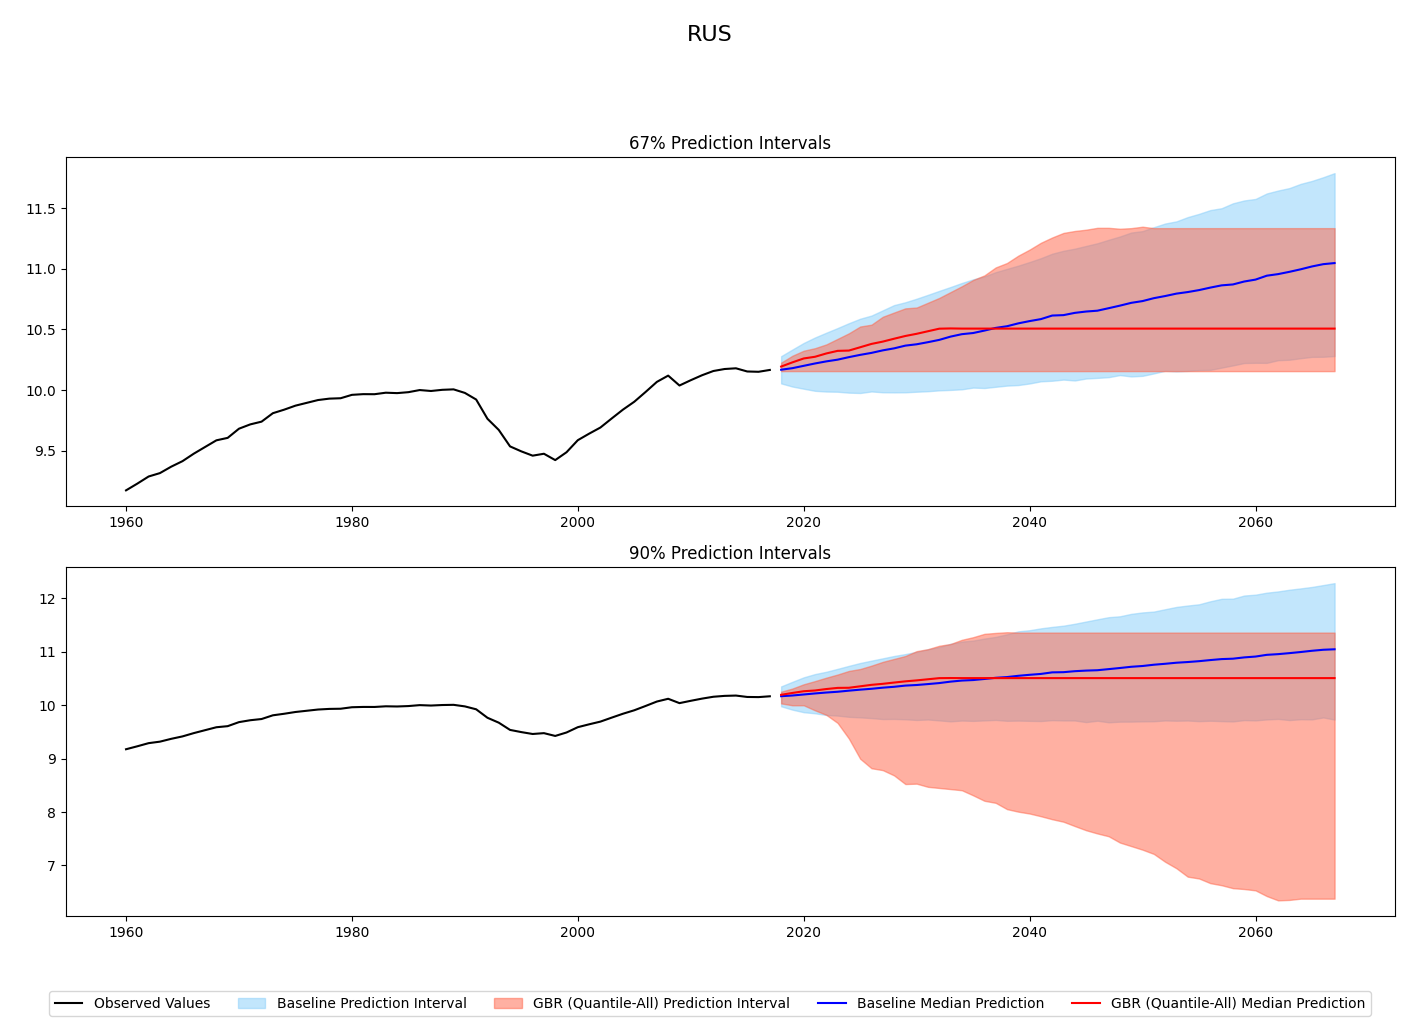 RUS
67% Prediction Intervals
11.5
11.0
10.5
10.0
9.5
1960 1980 2000 2020 2040 2060
90% Prediction Intervals
12
11
10
9
8
7
1960 1980 2000 2020 2040 2060
Observed Values Baseline Prediction Interval GBR (Quantile-All) Prediction Interval Baseline Median Prediction GBR (Quantile-All) Median Prediction